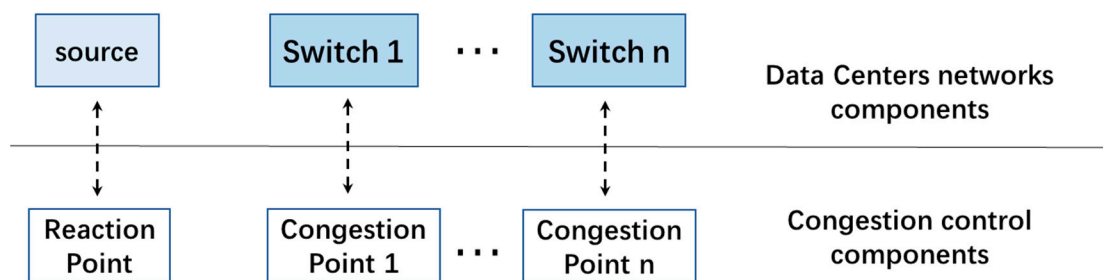 source
Switch 1
...
Switch n
Data Centers networks
components
Reaction
Point
Congestion
Point 1
...
Congestion
Point n
Congestion control
components